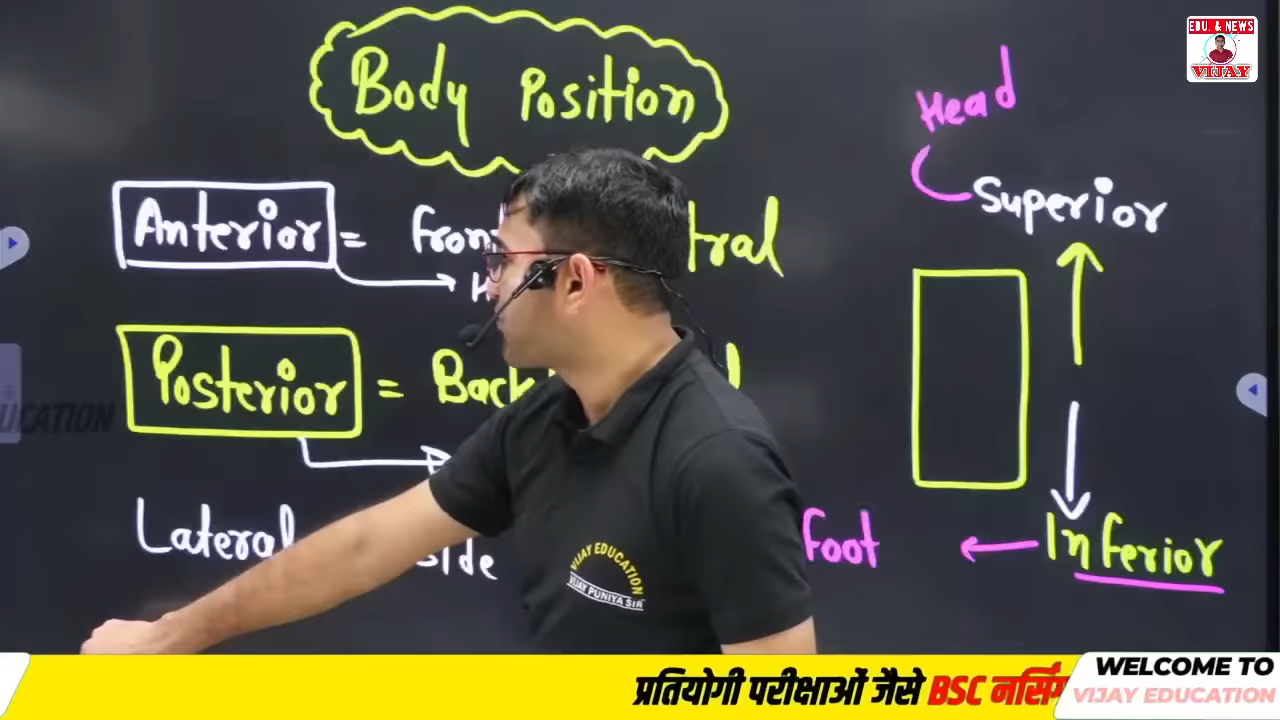 EDU. & NEWS
VIJAY
Body Position
Head
Superior
Anterior = Fron
tral
Posterior = Back
Lateral
side
Foot
Inferior
UCATION
VIJAY EDUCATION
VIJAY PUNIYA SIR
प्रतियोगी परीक्षाओं जैसे BSC नर्सिंग
WELCOME TO
VIJAY EDUCATION